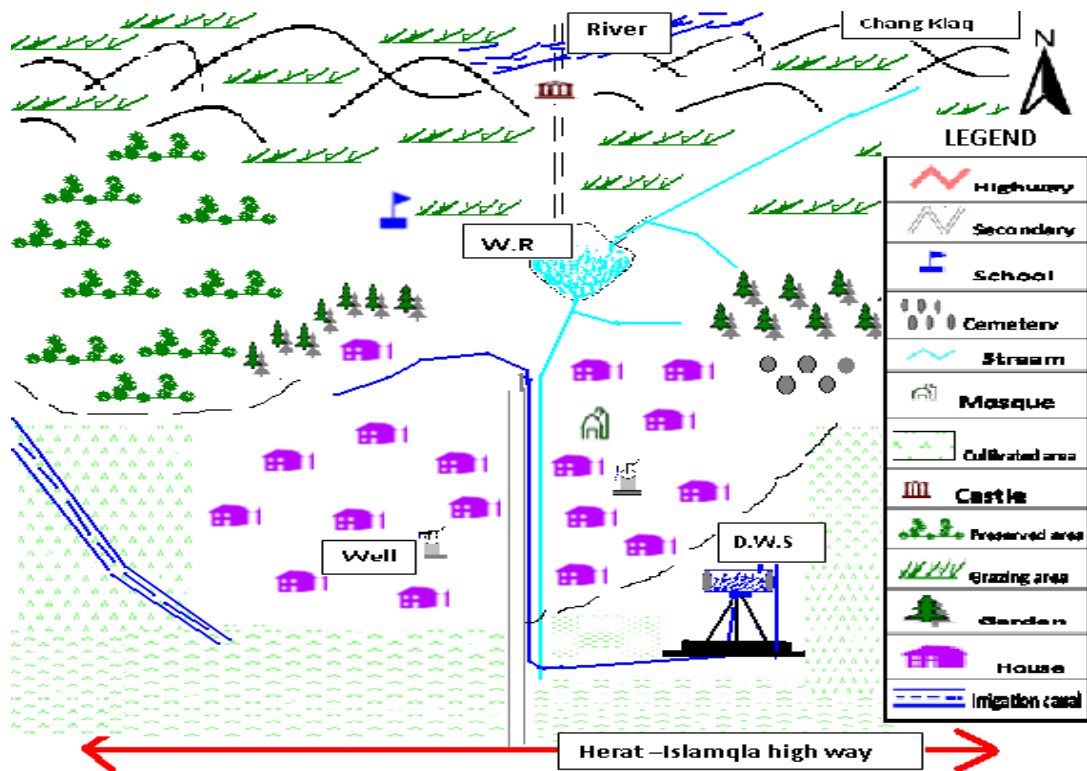 River
Chang Klaq
N
W.R
Well
D.W.S
Herat –Islamqla high way
LEGEND
Highway
Secondary
School
Cemetery
Stream
Mosque
Cultivated area
Castle
Preserved area
Grazing area
Garden
House
Irrigation canal